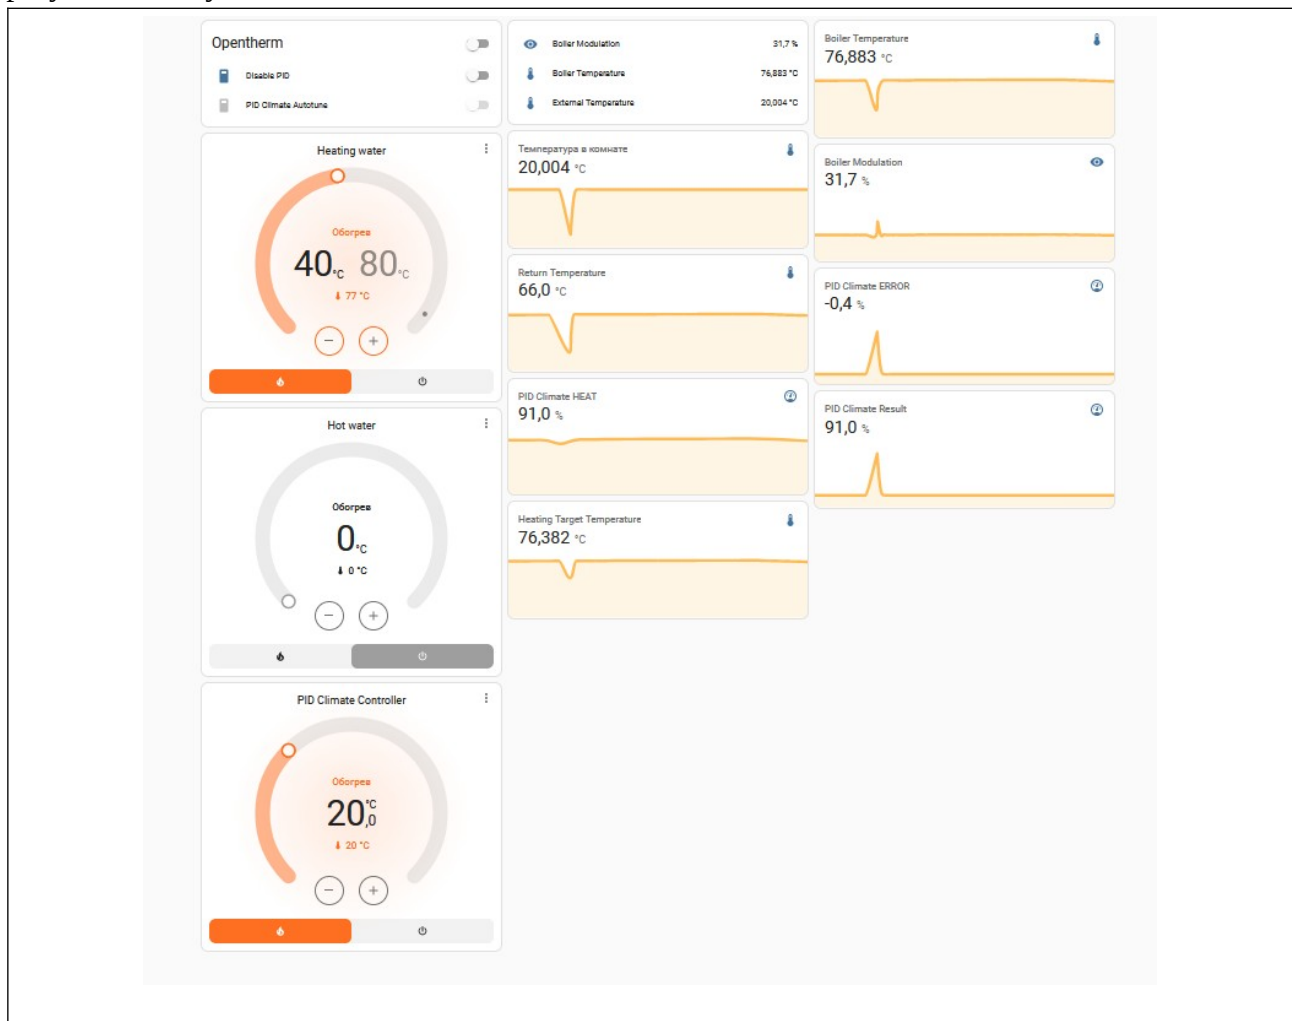 Opentherm
Disable PID
PID Climate Autotune
Heating water
Обогрев
40 °C 80 °C
77 °C
Hot water
Обогрев
0 °C
0 °C
PID Climate Controller
Обогрев
20,0 °C
20 °C
Boiler Modulation 31,7 %
Boiler Temperature 76,883 °C
External Temperature 20,004 °C
Температура в комнате
20,004 °C
Return Temperature
66,0 °C
PID Climate HEAT
91,0 %
Heating Target Temperature
76,382 °C
Boiler Temperature
76,883 °C
Boiler Modulation
31,7 %
PID Climate ERROR
-0,4 %
PID Climate Result
91,0 %